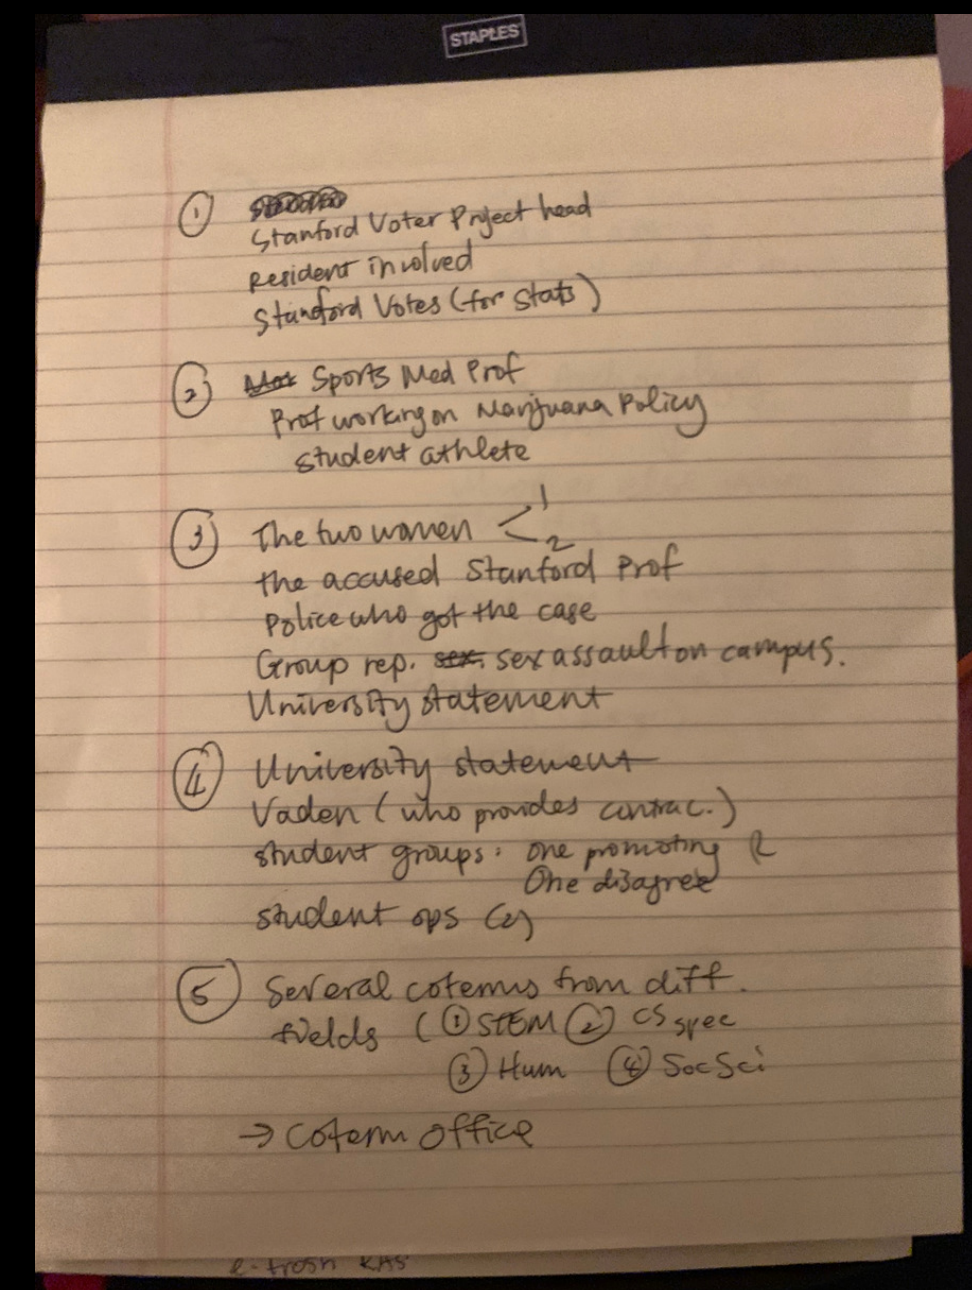 STAPLES
① Stanford Voter Project head
Resident involved
Stanford Votes (for Stats)
② Sports Med Prof
Prof working on Marijuana Policy
student athlete
③ The two women < 1
2
the accused Stanford Prof
Police who got the case
Group rep. sex. sex assault on campus.
University statement
④ University statement
Vaden (who provides contrac.)
student groups: one promoting &
One disagree
student ops (2)
⑤ Several coterms from diff.
fields (① STEM ② CS spec
③ Hum ④ SocSci
→ Coterm office